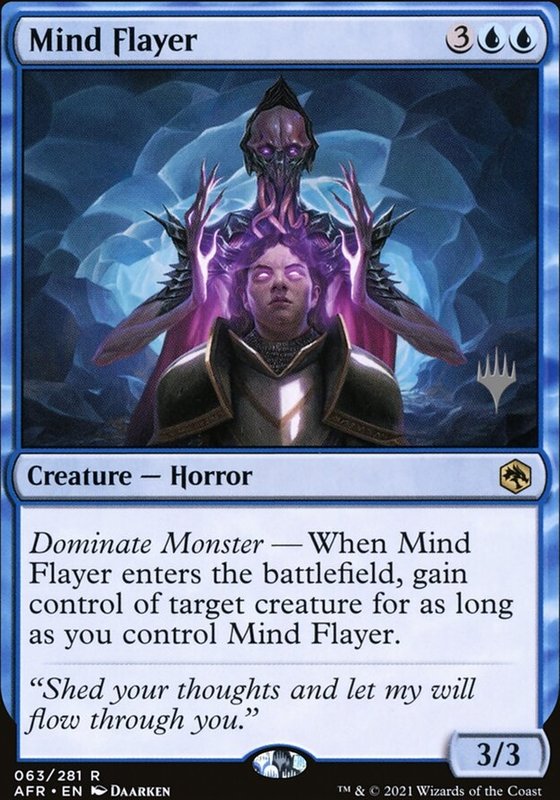 Mind Flayer 3
Creature — Horror
Dominate Monster — When Mind
Flayer enters the battlefield, gain
control of target creature for as long
as you control Mind Flayer.
“Shed your thoughts and let my will
flow through you.”
3/3
063/281 R
AFR • EN DAARKEN
™ & © 2021 Wizards of the Coast